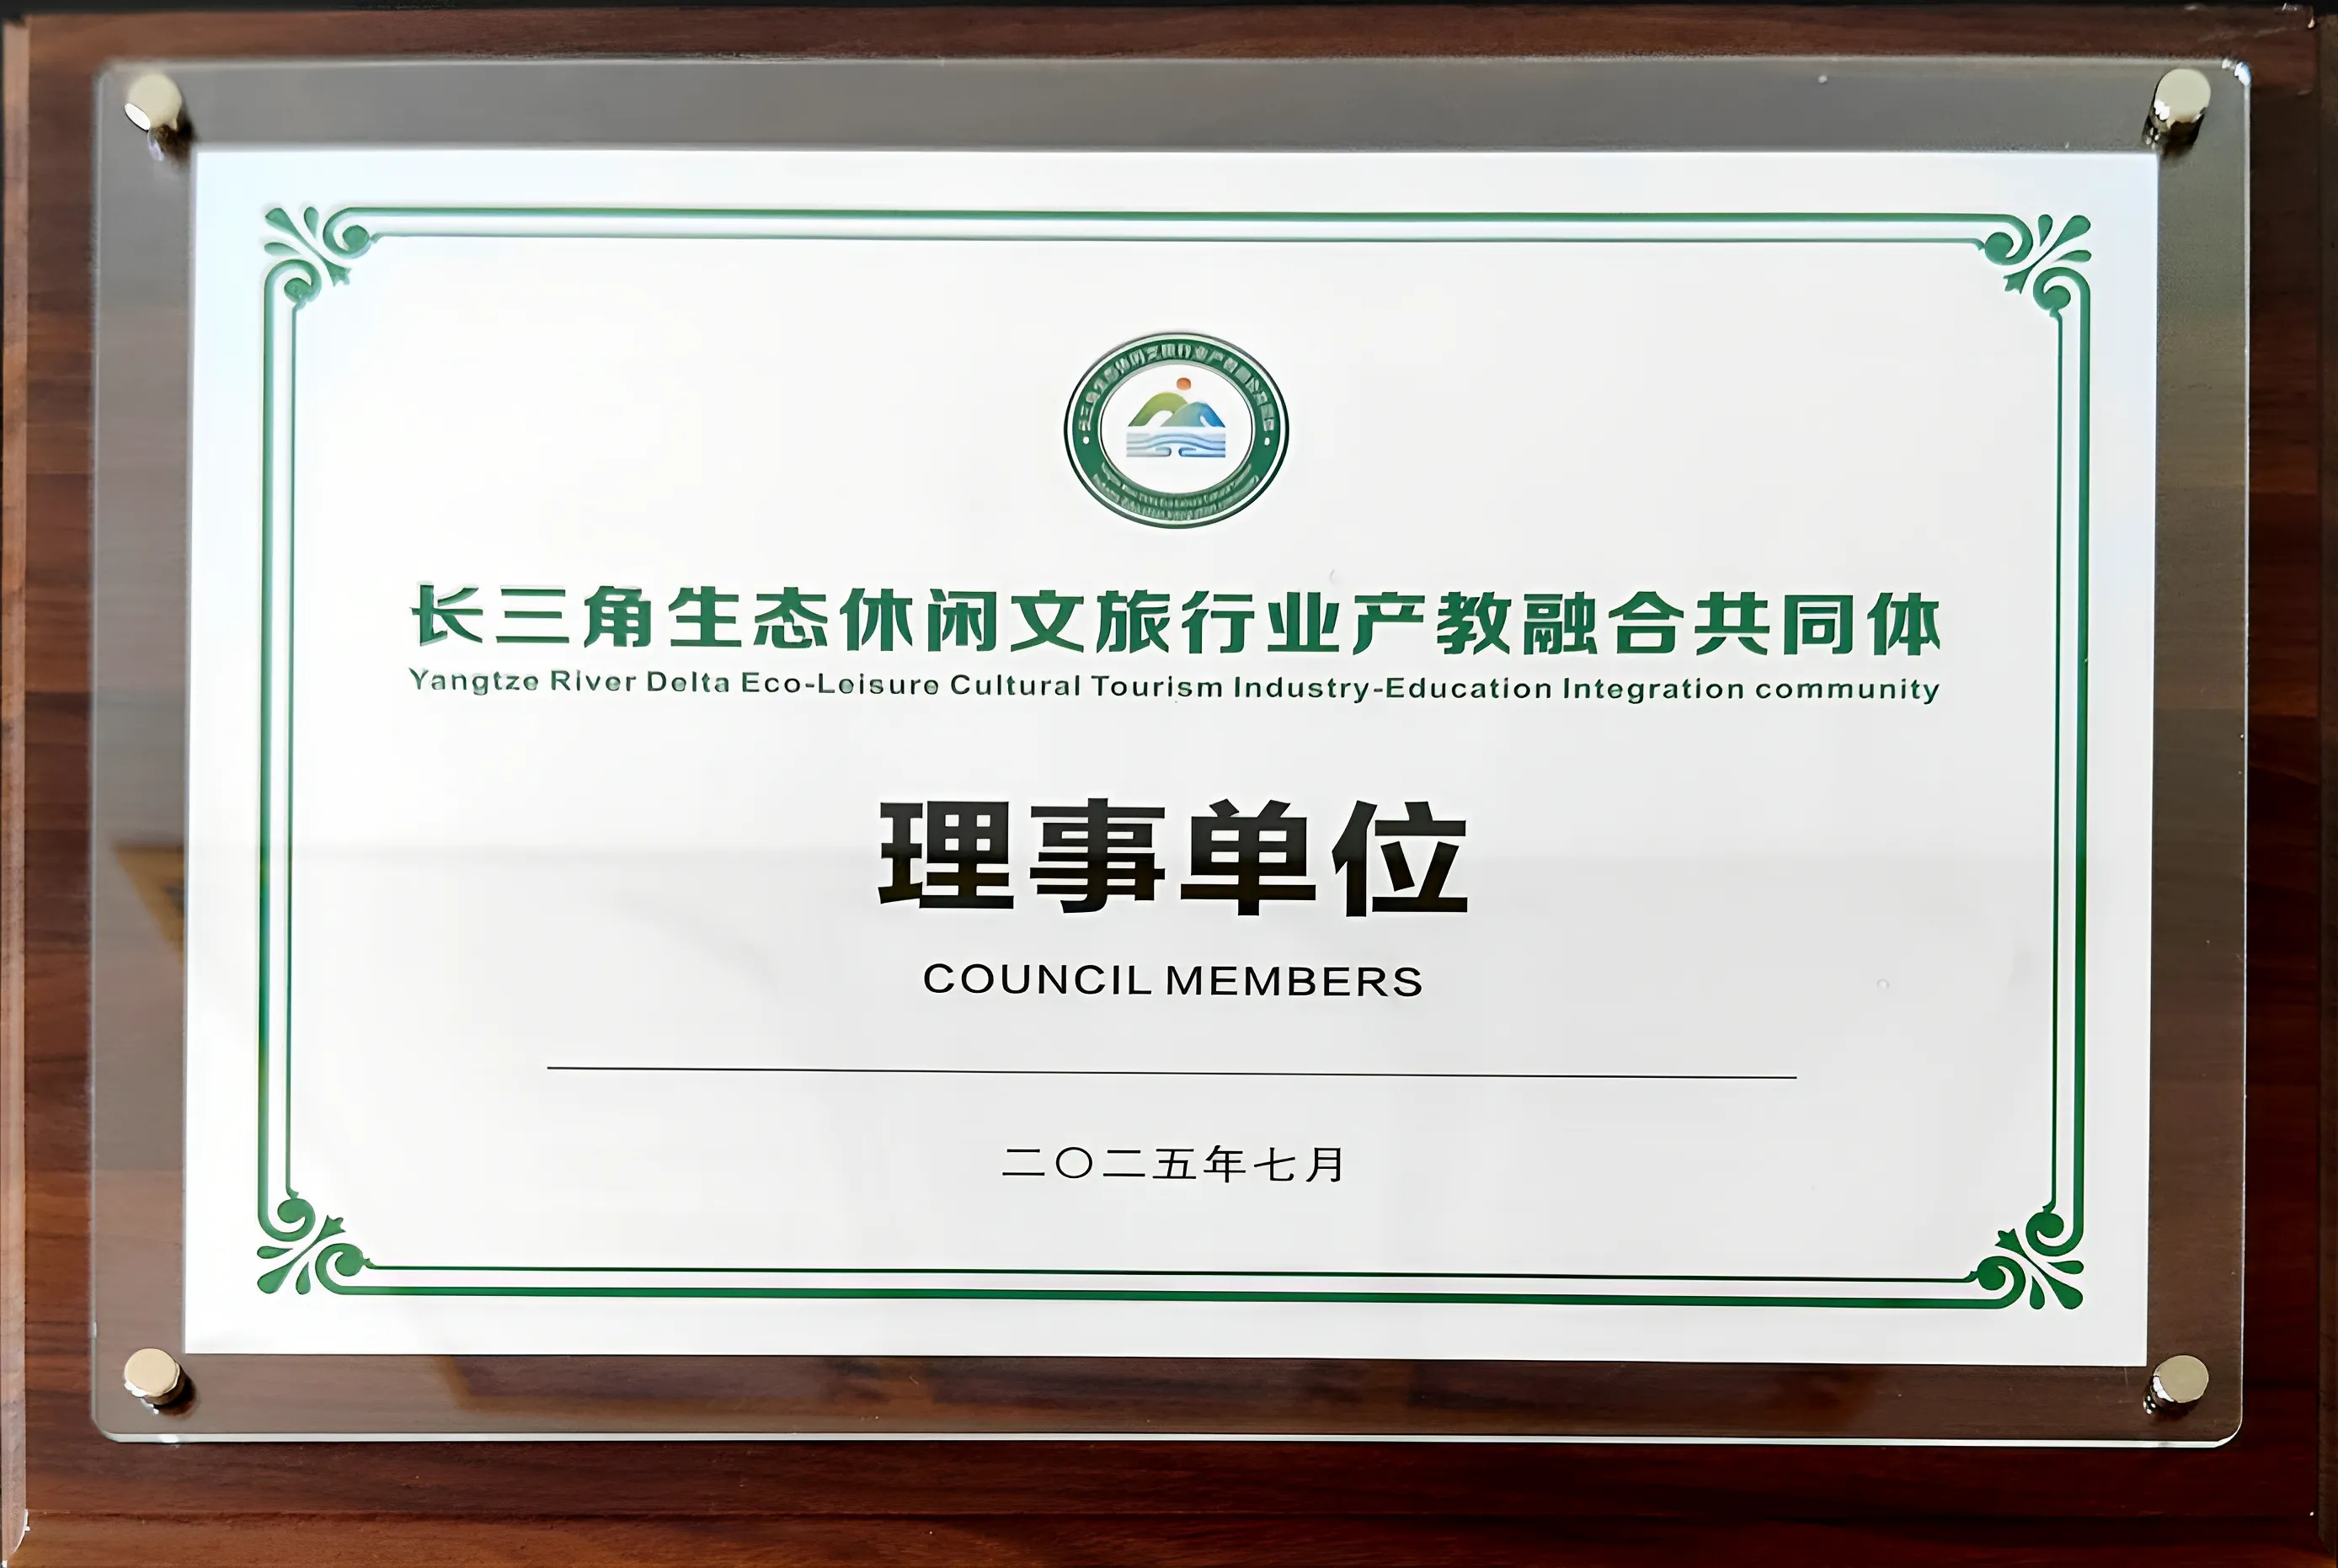 长三角生态休闲文旅行业产教融合共同体
Yangtze River Delta Eco-Leisure Cultural Tourism Industry-Education Integration community
理事单位
COUNCIL MEMBERS
二〇二五年七月